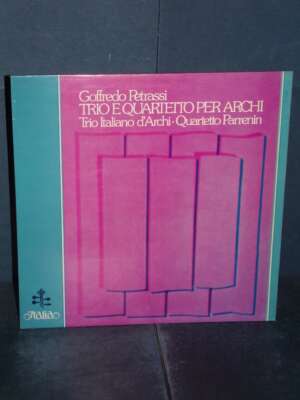 Goffredo Petrassi
TRIO E QUARTETTO PER ARCHI
Trio Italiano d'Archi · Quartetto Parrenin
Italia